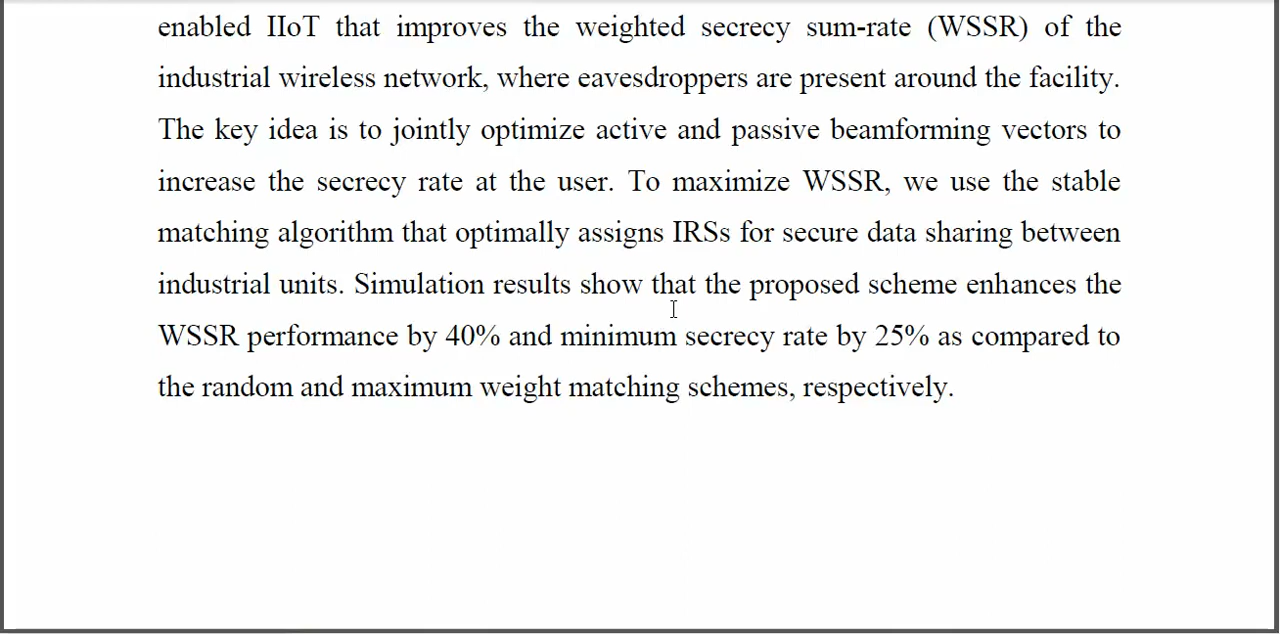 enabled IIoT that improves the weighted secrecy sum-rate (WSSR) of the
industrial wireless network, where eavesdroppers are present around the facility.
The key idea is to jointly optimize active and passive beamforming vectors to
increase the secrecy rate at the user. To maximize WSSR, we use the stable
matching algorithm that optimally assigns IRSs for secure data sharing between
industrial units. Simulation results show that the proposed scheme enhances the
WSSR performance by 40% and minimum secrecy rate by 25% as compared to
the random and maximum weight matching schemes, respectively.